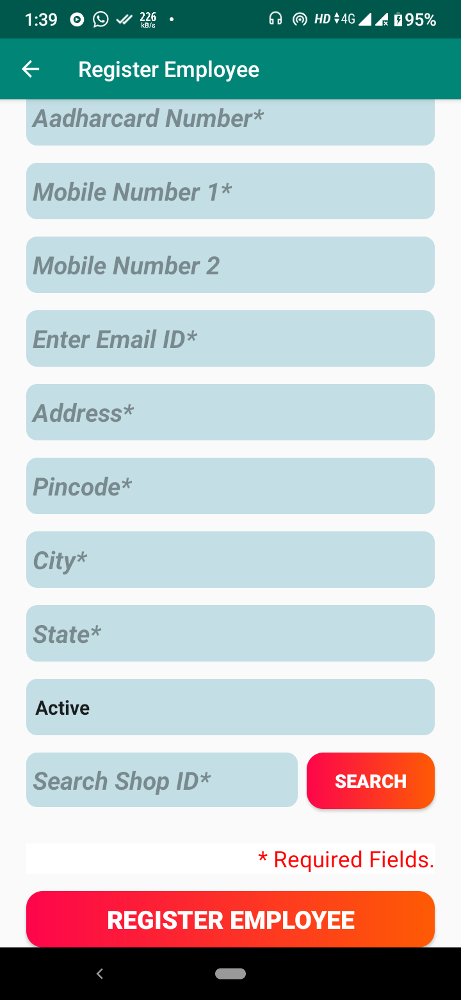 1:39 226 kB/s HD 4G 95%
Register Employee
Aadharcard Number*
Mobile Number 1*
Mobile Number 2
Enter Email ID*
Address*
Pincode*
City*
State*
Active
Search Shop ID* SEARCH
* Required Fields.
REGISTER EMPLOYEE